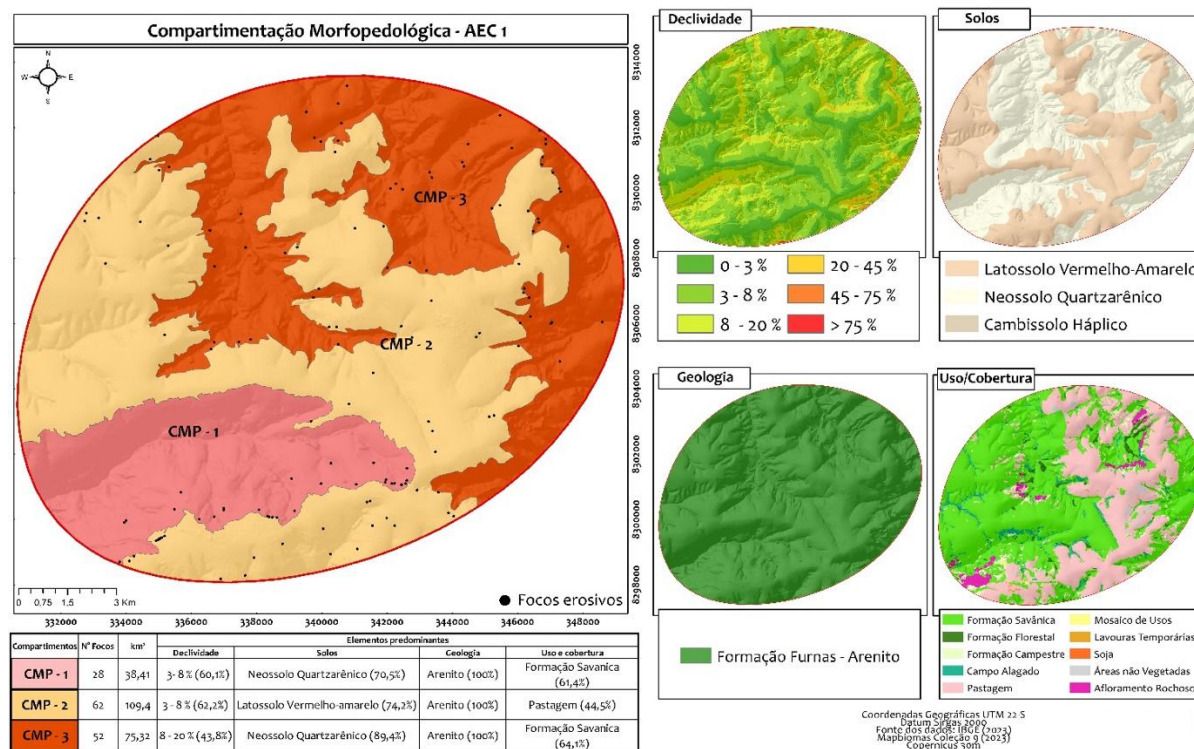 Compartimentação Morfopedológica - AEC 1
N
W E
S
CMP - 3
CMP - 2
CMP - 1
8314000
8312000
8310000
8308000
8306000
8304000
8302000
8300000
8298000
0 0.75 1.5 3 Km
Focos erosivos
332000 334000 336000 338000 340000 342000 344000 346000 348000
Compartimentos Nº Focos km² Elementos predominantes
Declividade Solos Geologia Uso e cobertura
CMP - 1 28 38,41 3- 8 % (60,1%) Neossolo Quartzarênico (70,5%) Arenito (100%) Formação Savanica
(61,4%)
CMP - 2 62 109,4 3 - 8 % (62,2%) Latossolo Vermelho-amarelo (74,2%) Arenito (100%) Pastagem (44,5%)
CMP - 3 52 75,32 8 - 20 % (43,8%) Neossolo Quartzarênico (89,4%) Arenito (100%) Formação Savanica
(64,1%)
Declividade
0 - 3 % 20 - 45 %
3 - 8 % 45 - 75 %
8 - 20 % > 75 %
Solos
Latossolo Vermelho-Amarelo
Neossolo Quartzarênico
Cambissolo Háplico
Geologia
Formação Furnas - Arenito
Uso/Cobertura
Formação Savânica Mosaico de Usos
Formação Florestal Lavouras Temporárias
Formação Campestre Soja
Campo Alagado Áreas não Vegetadas
Pastagem Afloramento Rochoso
Coordenadas Geográficas UTM 22 S
Datum Sirgas 2000
Fonte dos dados: IBGE (2023)
Mapbiomas Coleção 9 (2023)
Copernicus 30m